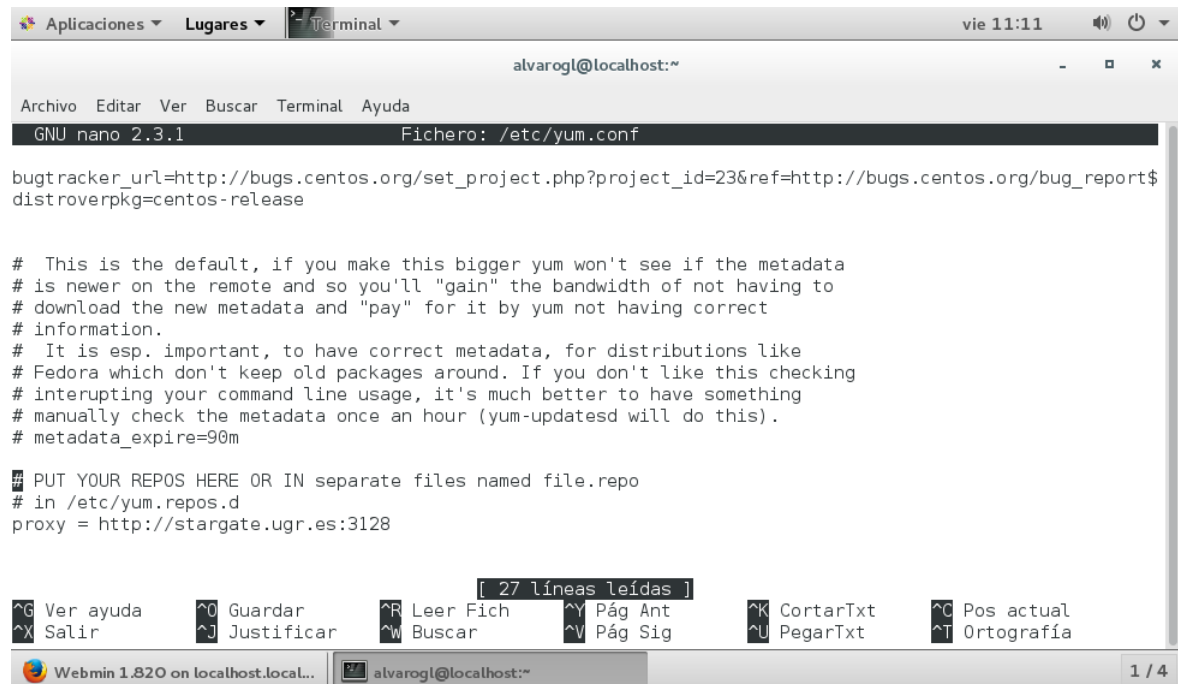 Aplicaciones Lugares Terminal vie 11:11
alvarogl@localhost:~
Archivo Editar Ver Buscar Terminal Ayuda
GNU nano 2.3.1 Fichero: /etc/yum.conf
bugtracker_url=http://bugs.centos.org/set_project.php?project_id=23&ref=http://bugs.centos.org/bug_report$
distroverpkg=centos-release
#  This is the default, if you make this bigger yum won't see if the metadata
# is newer on the remote and so you'll "gain" the bandwidth of not having to
# download the new metadata and "pay" for it by yum not having correct
# information.
#  It is esp. important, to have correct metadata, for distributions like
# Fedora which don't keep old packages around. If you don't like this checking
# interupting your command line usage, it's much better to have something
# manually check the metadata once an hour (yum-updatesd will do this).
# metadata_expire=90m
# PUT YOUR REPOS HERE OR IN separate files named file.repo
# in /etc/yum.repos.d
proxy = http://stargate.ugr.es:3128
[ 27 líneas leídas ]
^G Ver ayuda ^O Guardar ^R Leer Fich ^Y Pág Ant ^K CortarTxt ^C Pos actual
^X Salir ^J Justificar ^W Buscar ^V Pág Sig ^U PegarTxt ^T Ortografía
Webmin 1.820 on localhost.local... alvarogl@localhost:~ 1 / 4